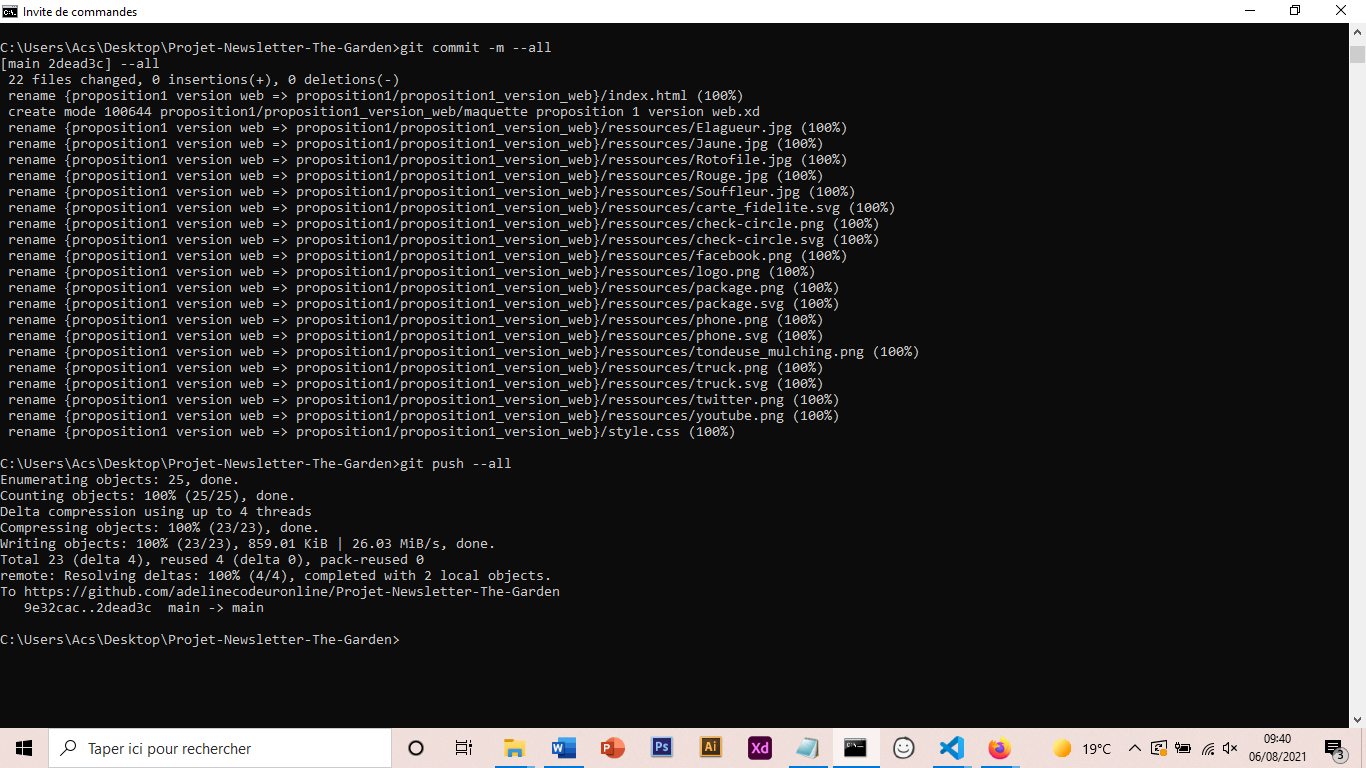 Invite de commandes
C:\Users\Acs\Desktop\Projet-Newsletter-The-Garden>git commit -m --all
[main 2dead3c] --all
 22 files changed, 0 insertions(+), 0 deletions(-)
 rename {proposition1 version web => proposition1/proposition1_version_web}/index.html (100%)
 create mode 100644 proposition1/proposition1_version_web/maquette proposition 1 version web.xd
 rename {proposition1 version web => proposition1/proposition1_version_web}/ressources/Elagueur.jpg (100%)
 rename {proposition1 version web => proposition1/proposition1_version_web}/ressources/Jaune.jpg (100%)
 rename {proposition1 version web => proposition1/proposition1_version_web}/ressources/Rotofile.jpg (100%)
 rename {proposition1 version web => proposition1/proposition1_version_web}/ressources/Rouge.jpg (100%)
 rename {proposition1 version web => proposition1/proposition1_version_web}/ressources/Souffleur.jpg (100%)
 rename {proposition1 version web => proposition1/proposition1_version_web}/ressources/carte_fidelite.svg (100%)
 rename {proposition1 version web => proposition1/proposition1_version_web}/ressources/check-circle.png (100%)
 rename {proposition1 version web => proposition1/proposition1_version_web}/ressources/check-circle.svg (100%)
 rename {proposition1 version web => proposition1/proposition1_version_web}/ressources/facebook.png (100%)
 rename {proposition1 version web => proposition1/proposition1_version_web}/ressources/logo.png (100%)
 rename {proposition1 version web => proposition1/proposition1_version_web}/ressources/package.png (100%)
 rename {proposition1 version web => proposition1/proposition1_version_web}/ressources/package.svg (100%)
 rename {proposition1 version web => proposition1/proposition1_version_web}/ressources/phone.png (100%)
 rename {proposition1 version web => proposition1/proposition1_version_web}/ressources/phone.svg (100%)
 rename {proposition1 version web => proposition1/proposition1_version_web}/ressources/tondeuse_mulching.png (100%)
 rename {proposition1 version web => proposition1/proposition1_version_web}/ressources/truck.png (100%)
 rename {proposition1 version web => proposition1/proposition1_version_web}/ressources/truck.svg (100%)
 rename {proposition1 version web => proposition1/proposition1_version_web}/ressources/twitter.png (100%)
 rename {proposition1 version web => proposition1/proposition1_version_web}/ressources/youtube.png (100%)
 rename {proposition1 version web => proposition1/proposition1_version_web}/style.css (100%)
C:\Users\Acs\Desktop\Projet-Newsletter-The-Garden>git push --all
Enumerating objects: 25, done.
Counting objects: 100% (25/25), done.
Delta compression using up to 4 threads
Compressing objects: 100% (23/23), done.
Writing objects: 100% (23/23), 859.01 KiB | 26.03 MiB/s, done.
Total 23 (delta 4), reused 4 (delta 0), pack-reused 0
remote: Resolving deltas: 100% (4/4), completed with 2 local objects.
To https://github.com/adelinecodeuronline/Projet-Newsletter-The-Garden
   9e32cac..2dead3c  main -> main
C:\Users\Acs\Desktop\Projet-Newsletter-The-Garden>
Taper ici pour rechercher
Ps
Ai
Xd
19°C
09:40
06/08/2021
3